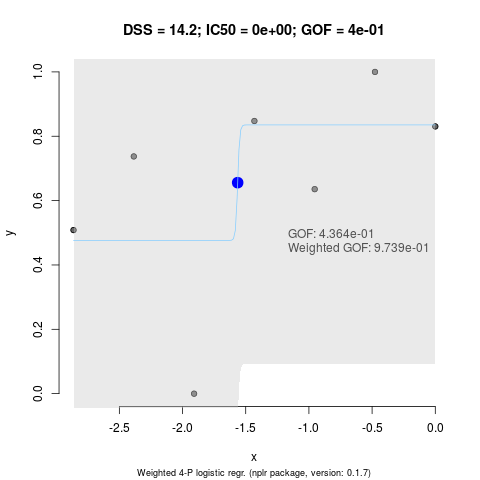 DSS = 14.2; IC50 = 0e+00; GOF = 4e-01
1.0
0.8
0.6
0.4
0.2
0.0
y
GOF: 4.364e-01
Weighted GOF: 9.739e-01
-2.5 -2.0 -1.5 -1.0 -0.5 0.0
x
Weighted 4-P logistic regr. (nplr package, version: 0.1.7)